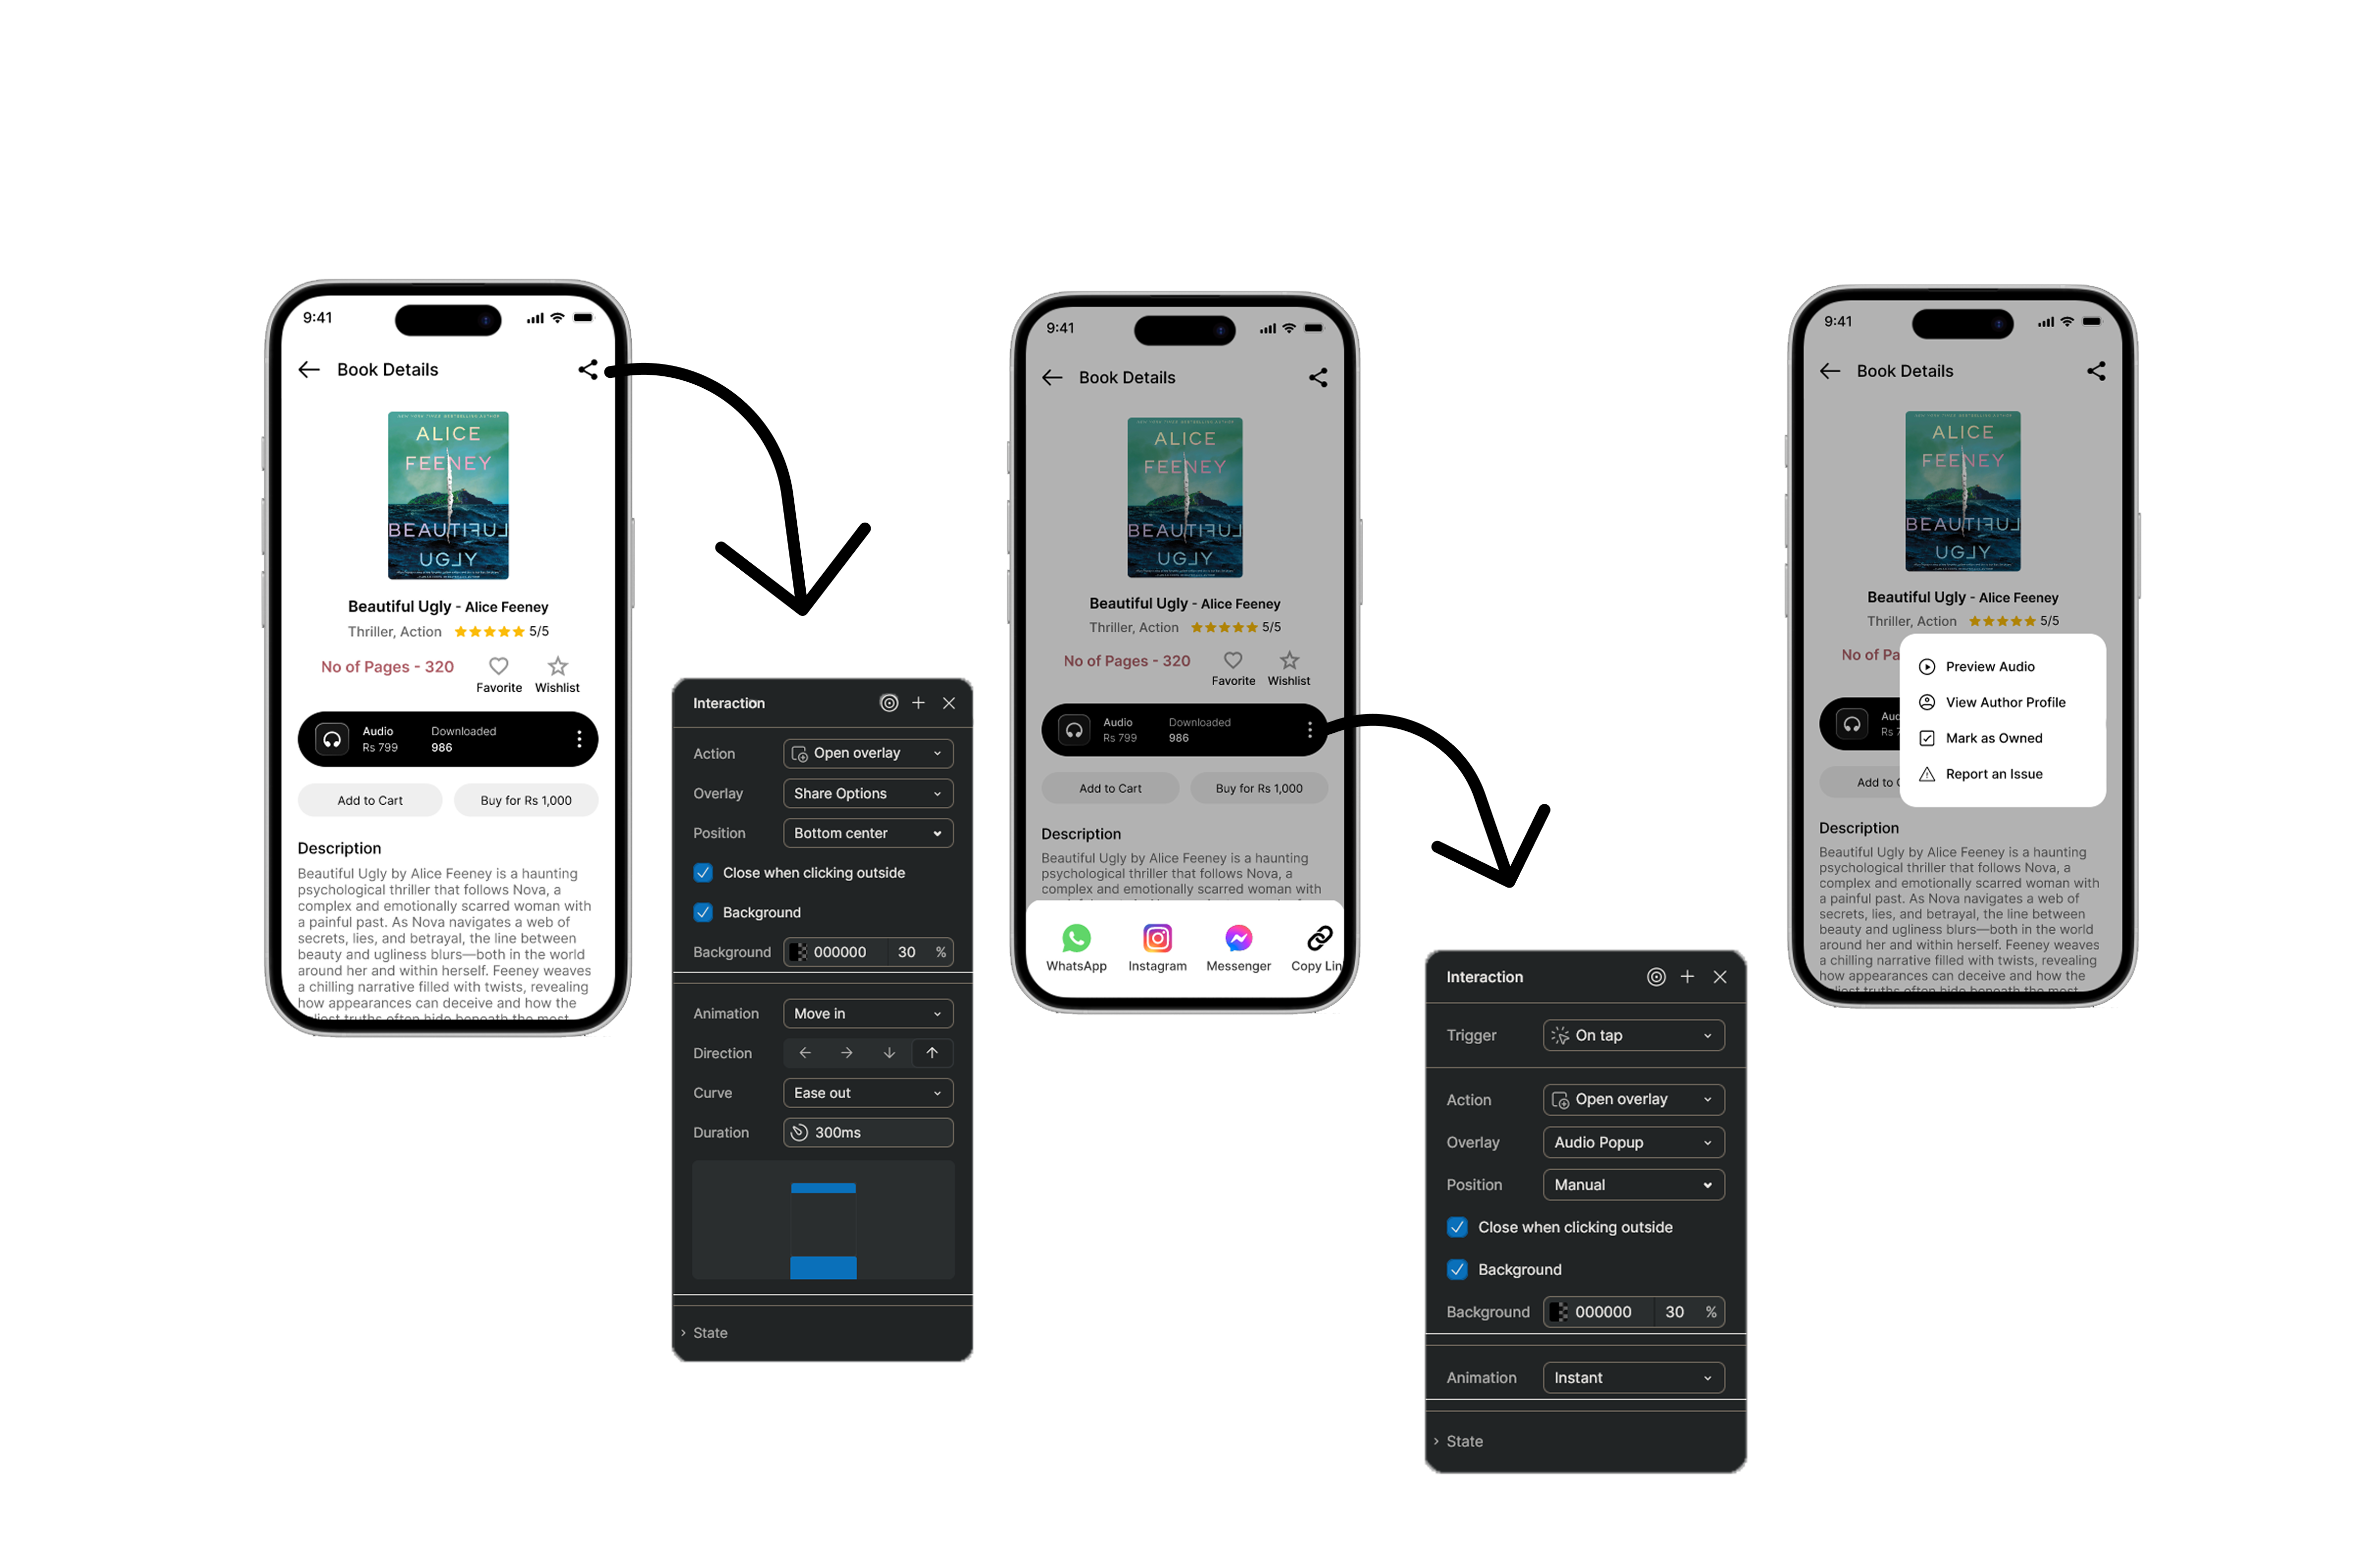 9:41
Book Details
ALICE
FEENEY
BEAUTIFUL
UGLY
Beautiful Ugly - Alice Feeney
Thriller, Action 5/5
No of Pages - 320
Favorite Wishlist
Audio Downloaded
Rs 799 986
Add to Cart Buy for Rs 1,000
Description
Beautiful Ugly by Alice Feeney is a haunting
psychological thriller that follows Nova, a
complex and emotionally scarred woman with
a painful past. As Nova navigates a web of
secrets, lies, and betrayal, the line between
beauty and ugliness blurs—both in the world
around her and within herself. Feeney weaves
a chilling narrative filled with twists, revealing
how appearances can deceive and how the
truths often hide beneath the most
Interaction
Action Open overlay
Overlay Share Options
Position Bottom center
Close when clicking outside
Background
Background 000000 30 %
Animation Move in
Direction
Curve Ease out
Duration 300ms
State
9:41
Book Details
ALICE
FEENEY
BEAUTIFUL
UGLY
Beautiful Ugly - Alice Feeney
Thriller, Action 5/5
No of Pages - 320
Favorite Wishlist
Audio Downloaded
Rs 799 986
Add to Cart Buy for Rs 1,000
Description
Beautiful Ugly by Alice Feeney is a haunting
psychological thriller that follows Nova, a
complex and emotionally scarred woman with
WhatsApp Instagram Messenger Copy Lin
Interaction
Trigger On tap
Action Open overlay
Overlay Audio Popup
Position Manual
Close when clicking outside
Background
Background 000000 30 %
Animation Instant
State
9:41
Book Details
ALICE
FEENEY
BEAUTIFUL
UGLY
Beautiful Ugly - Alice Feeney
Thriller, Action 5/5
No of Pa
Preview Audio
View Author Profile
Mark as Owned
Report an Issue
Aud
Rs 7
Add to C
Description
Beautiful Ugly by Alice Feeney is a haunting
psychological thriller that follows Nova, a
complex and emotionally scarred woman with
a painful past. As Nova navigates a web of
secrets, lies, and betrayal, the line between
beauty and ugliness blurs—both in the world
around her and within herself. Feeney weaves
a chilling narrative filled with twists, revealing
how appearances can deceive and how the
truths often hide beneath the most